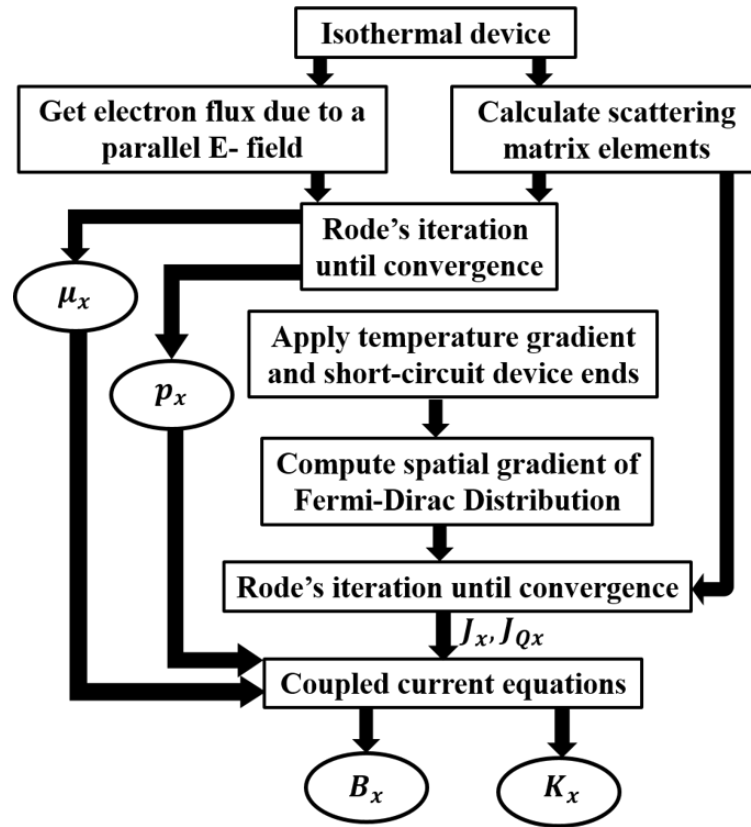 Isothermal device
Get electron flux due to a
parallel E- field
Calculate scattering
matrix elements
Rode's iteration
until convergence
μₓ
pₓ
Apply temperature gradient
and short-circuit device ends
Compute spatial gradient of
Fermi-Dirac Distribution
Rode's iteration until convergence
Jₓ, J_Qx
Coupled current equations
Bₓ
Kₓ